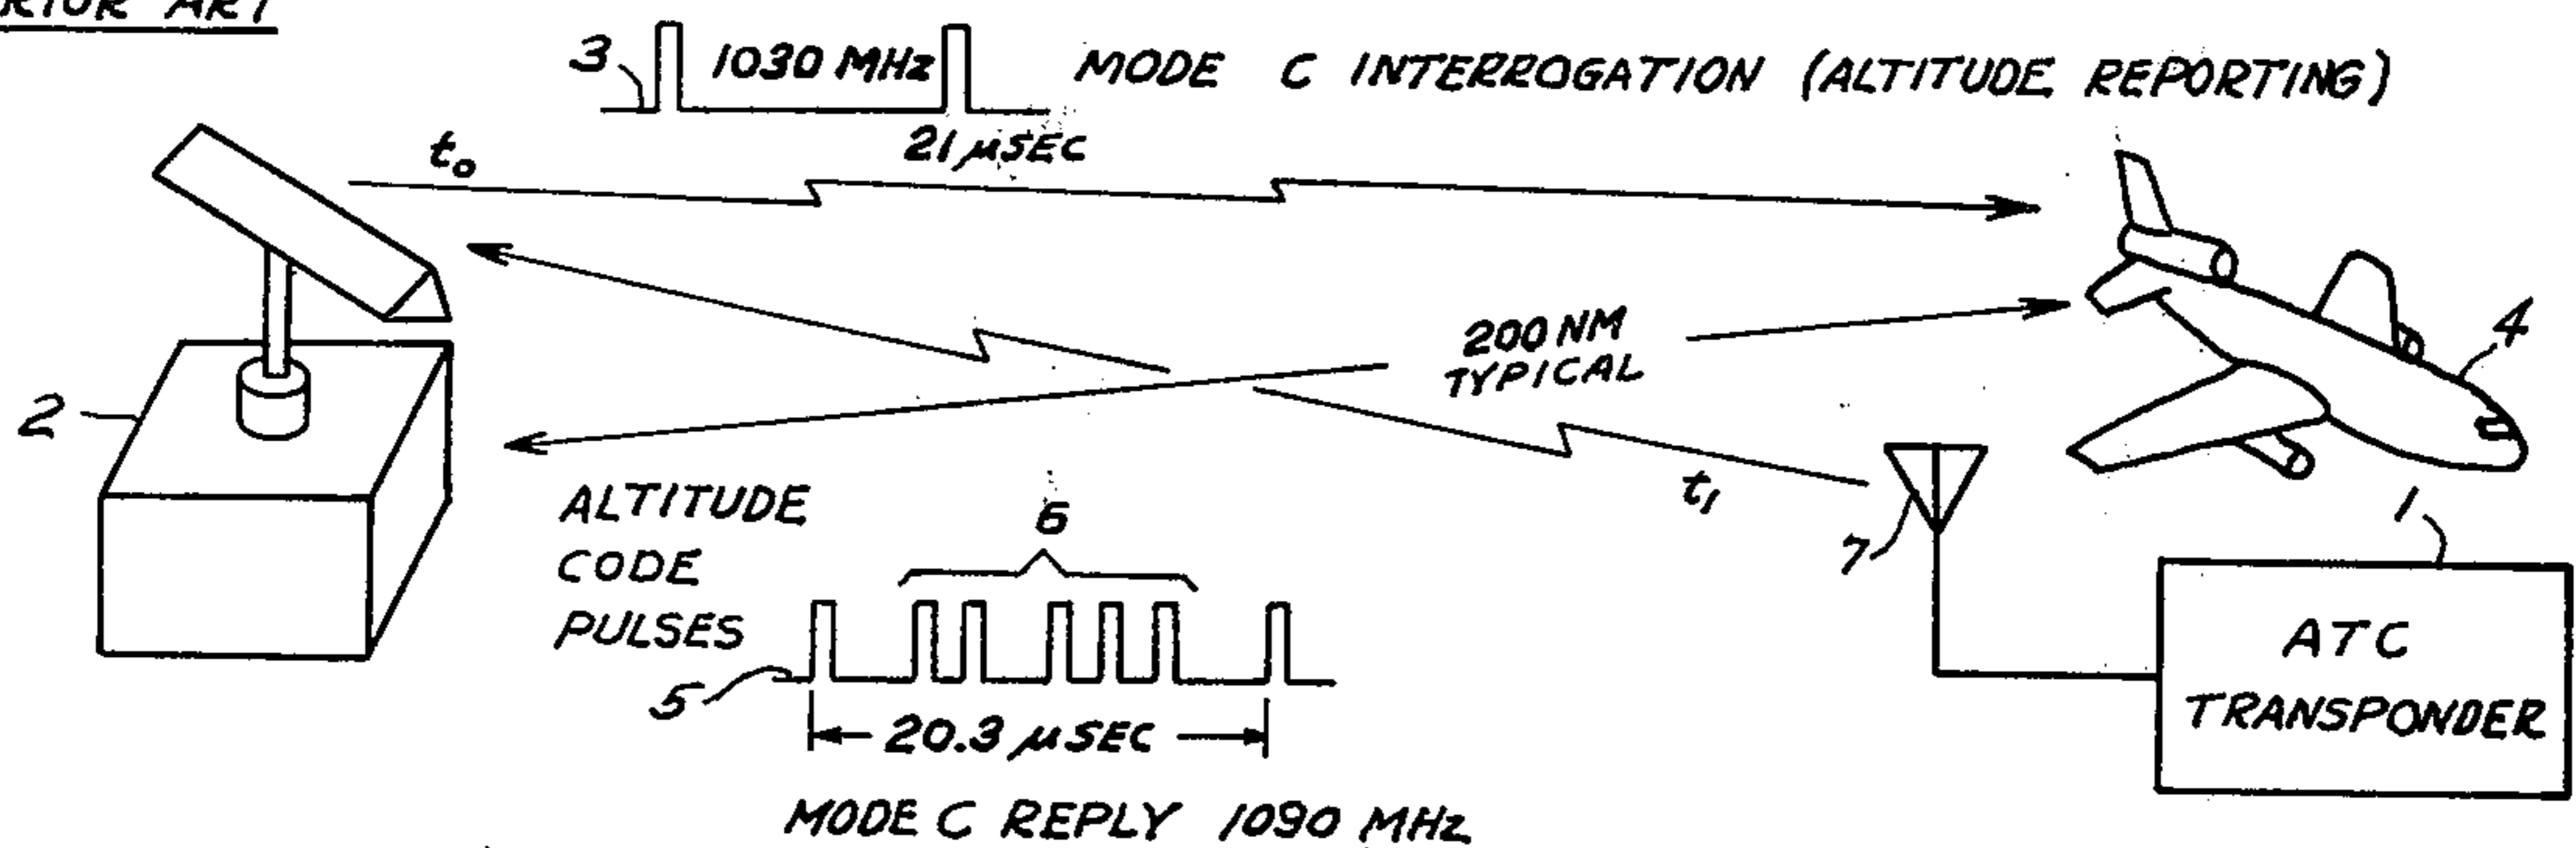 ART
3
1030 MHz
MODE C INTERROGATION (ALTITUDE REPORTING)
21 μSEC
t₀
2
200 NM
TYPICAL
4
t₁
7
1
ATC
TRANSPONDER
ALTITUDE
CODE
PULSES
6
5
20.3 μSEC
MODE C REPLY 1090 MHz